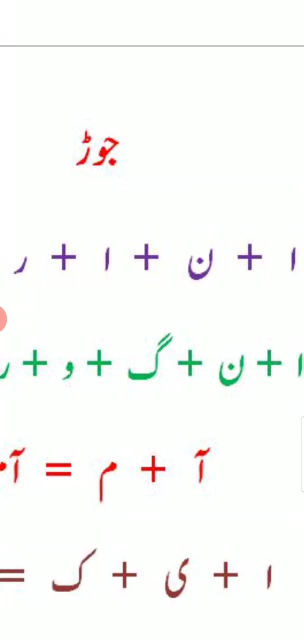 جوڑ
ا + ن + ا + ر
ا + ن + گ + و + ر
آ + م = آم
ا + ی + ک =